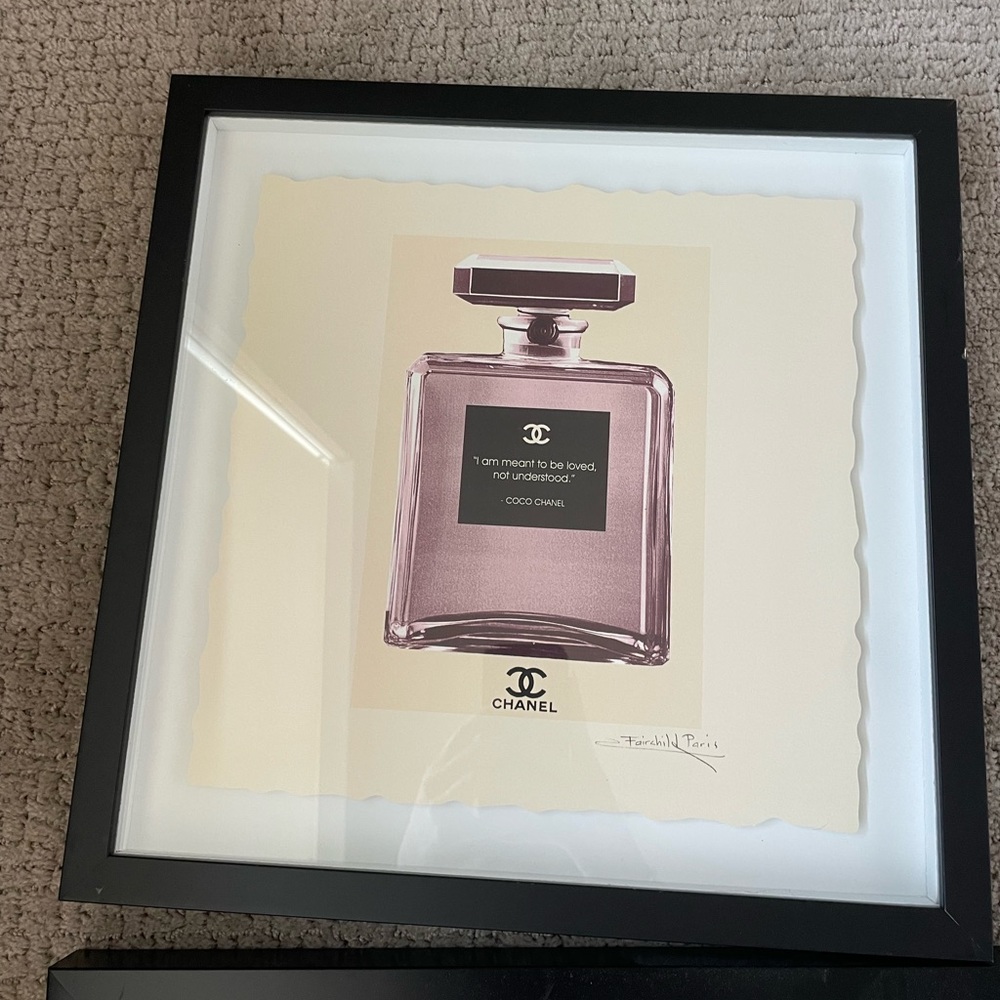 "I am meant to be loved,
not understood."
- COCO CHANEL
CHANEL
Fairchild Paris